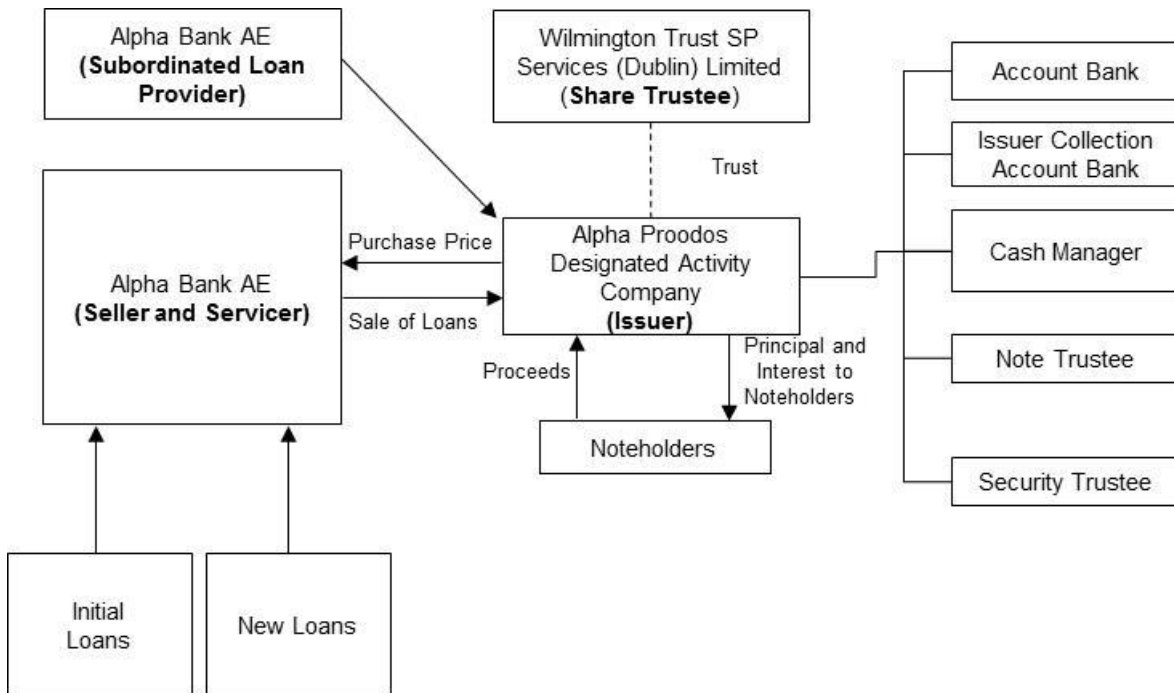 Alpha Bank AE
(Subordinated Loan
Provider)
Wilmington Trust SP
Services (Dublin) Limited
(Share Trustee)
Account Bank
Issuer Collection
Account Bank
Trust
Alpha Bank AE
(Seller and Servicer)
Purchase Price
Sale of Loans
Alpha Proodos
Designated Activity
Company
(Issuer)
Cash Manager
Proceeds
Principal and
Interest to
Noteholders
Note Trustee
Noteholders
Security Trustee
Initial
Loans
New Loans